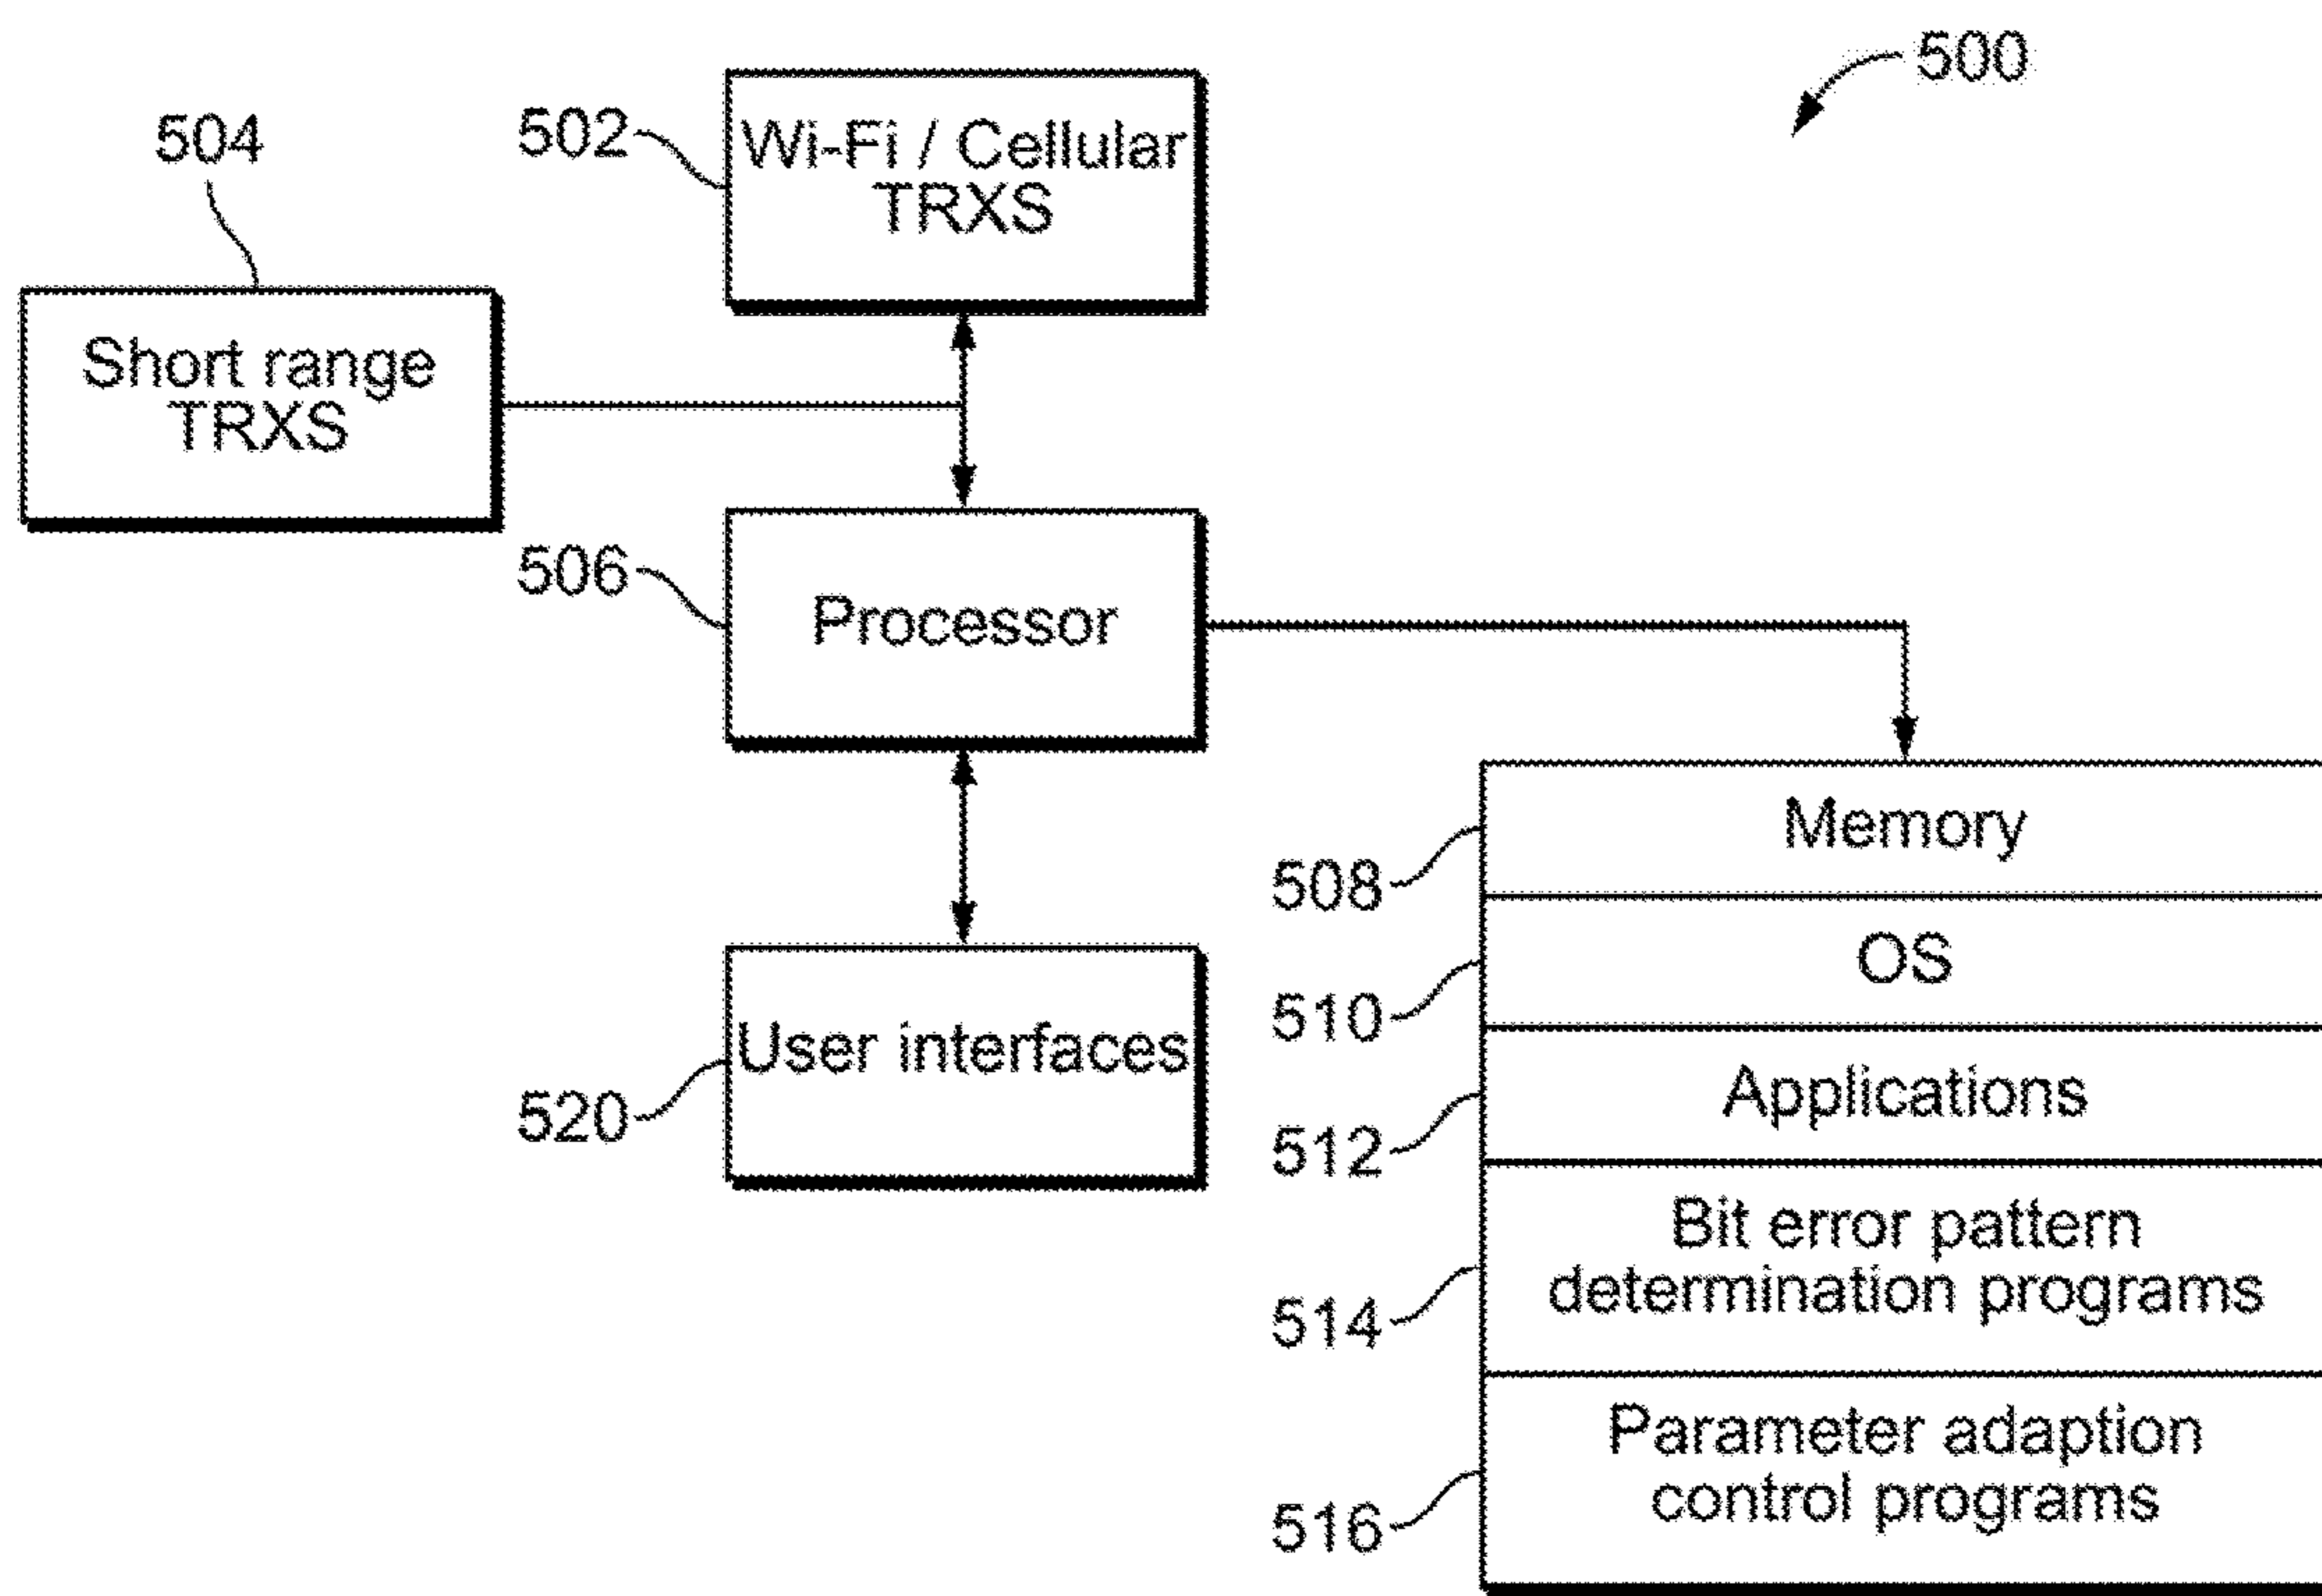 500
504
502
Wi-Fi / Cellular
TRXS
Short range
TRXS
506
Processor
508
Memory
510
OS
520
User interfaces
512
Applications
514
Bit error pattern
determination programs
516
Parameter adaption
control programs